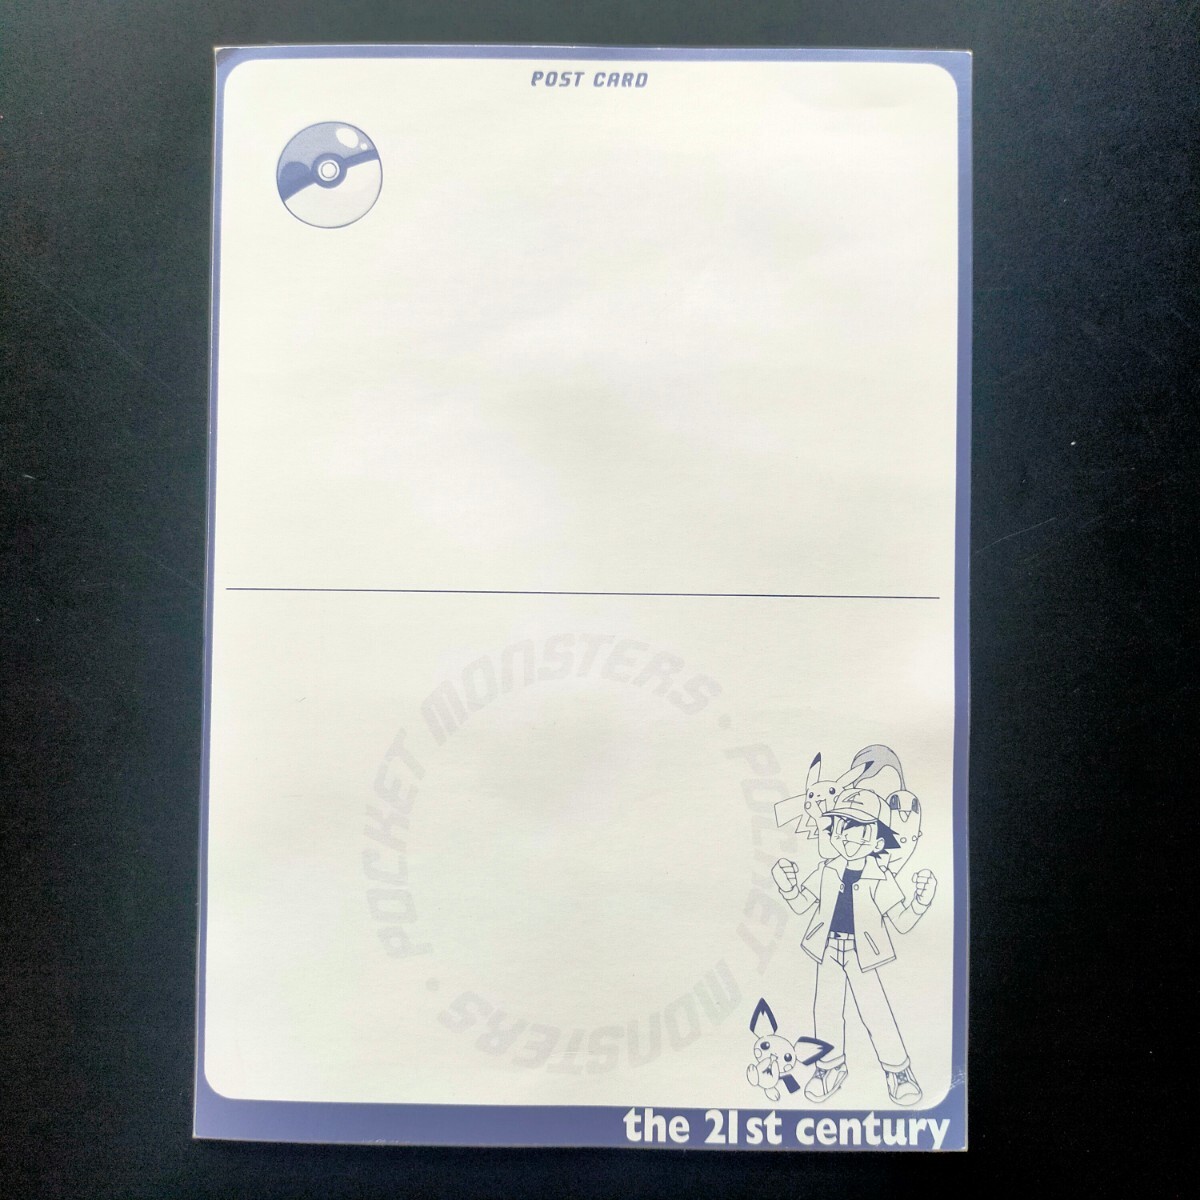 POST CARD
POCKET MONSTERS · POCKET MONSTERS ·
the 21st century